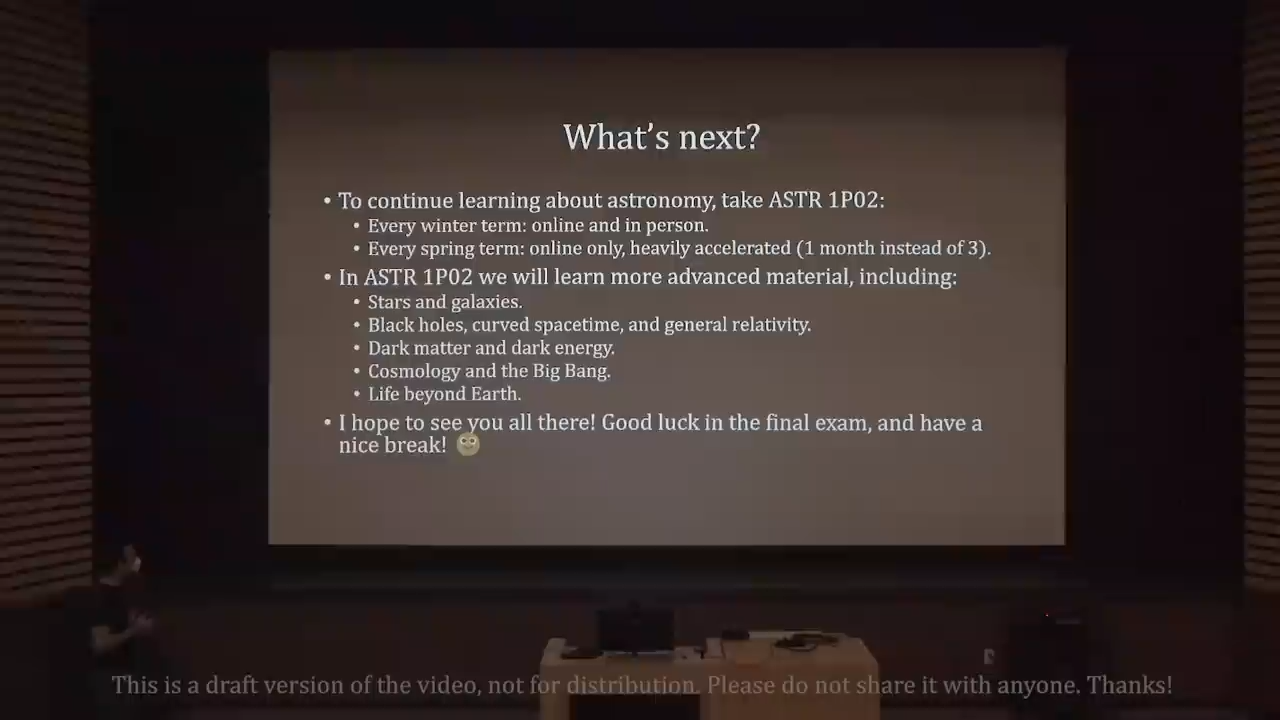 What's next?
• To continue learning about astronomy, take ASTR 1P02:
• Every winter term: online and in person.
• Every spring term: online only, heavily accelerated (1 month instead of 3).
• In ASTR 1P02 we will learn more advanced material, including:
• Stars and galaxies.
• Black holes, curved spacetime, and general relativity.
• Dark matter and dark energy.
• Cosmology and the Big Bang.
• Life beyond Earth.
• I hope to see you all there! Good luck in the final exam, and have a
nice break! 🙂
This is a draft version of the video, not for distribution. Please do not share it with anyone. Thanks!